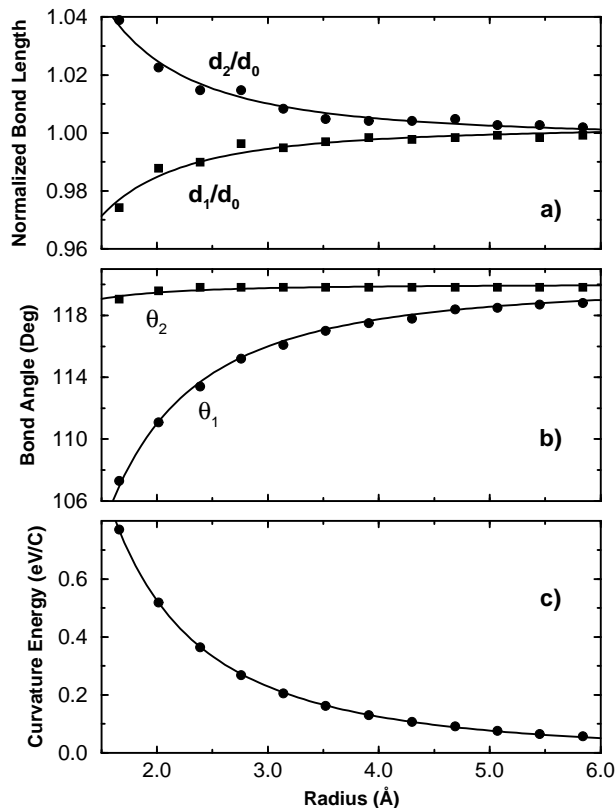 1.04
1.02
1.00
0.98
0.96
Normalized Bond Length
d2/d0
d1/d0
a)
118
114
110
106
Bond Angle (Deg)
θ2
θ1
b)
0.6
0.4
0.2
0.0
Curvature Energy (eV/C)
c)
2.0 3.0 4.0 5.0 6.0
Radius (Å)